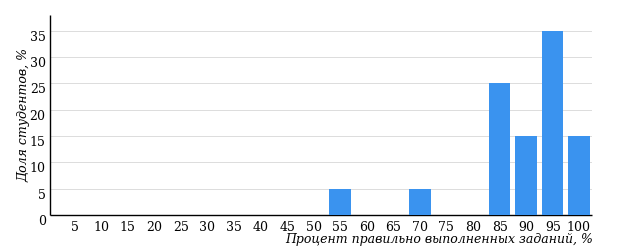 Доля студентов, %
35
30
25
20
15
10
5
0
5 10 15 20 25 30 35 40 45 50 55 60 65 70 75 80 85 90 95 100
Процент правильно выполненных заданий, %